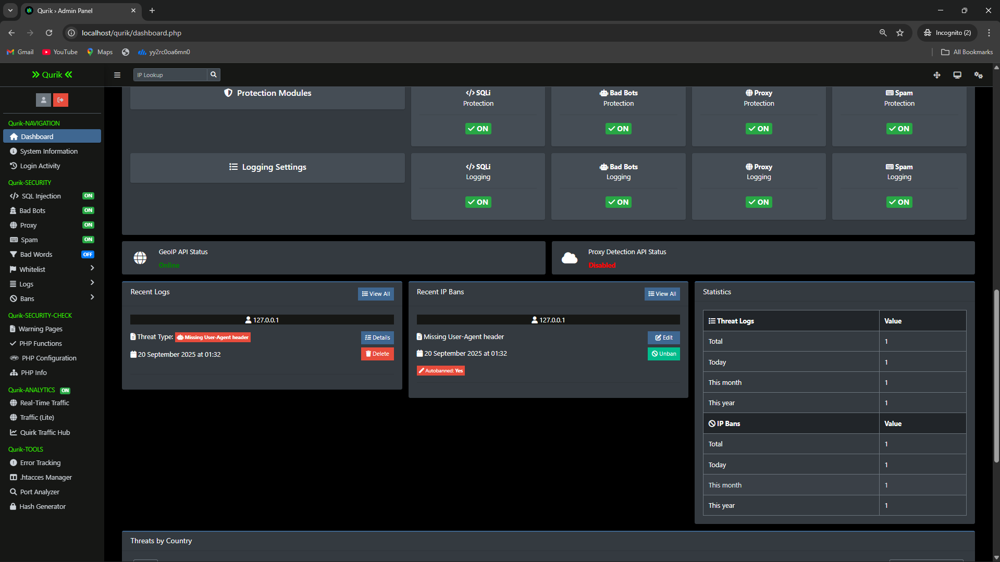 Qurik › Admin Panel
localhost/qurik/dashboard.php
Incognito (2)
Gmail
YouTube
Maps
yy2rc0oa6mn0
All Bookmarks
Qurik
IP Lookup
Qurik-NAVIGATION
Dashboard
System Information
Login Activity
Qurik-SECURITY
SQL Injection ON
Bad Bots ON
Proxy ON
Spam ON
Bad Words OFF
Whitelist
Logs
Bans
Qurik-SECURITY-CHECK
Warning Pages
PHP Functions
PHP Configuration
PHP Info
Qurik-ANALYTICS ON
Real-Time Traffic
Traffic (Lite)
Quirk Traffic Hub
Qurik-TOOLS
Error Tracking
.htacces Manager
Port Analyzer
Hash Generator
Protection Modules
SQLi
Protection
ON
Bad Bots
Protection
ON
Proxy
Protection
ON
Spam
Protection
ON
Logging Settings
SQLi
Logging
ON
Bad Bots
Logging
ON
Proxy
Logging
ON
Spam
Logging
ON
GeoIP API Status
Online
Proxy Detection API Status
Disabled
Recent Logs
View All
127.0.0.1
Threat Type: Missing User-Agent header
Details
20 September 2025 at 01:32
Delete
Recent IP Bans
View All
127.0.0.1
Missing User-Agent header
Edit
20 September 2025 at 01:32
Unban
Autobanned: Yes
Statistics
Threat Logs Value
Total 1
Today 1
This month 1
This year 1
IP Bans Value
Total 1
Today 1
This month 1
This year 1
Threats by Country